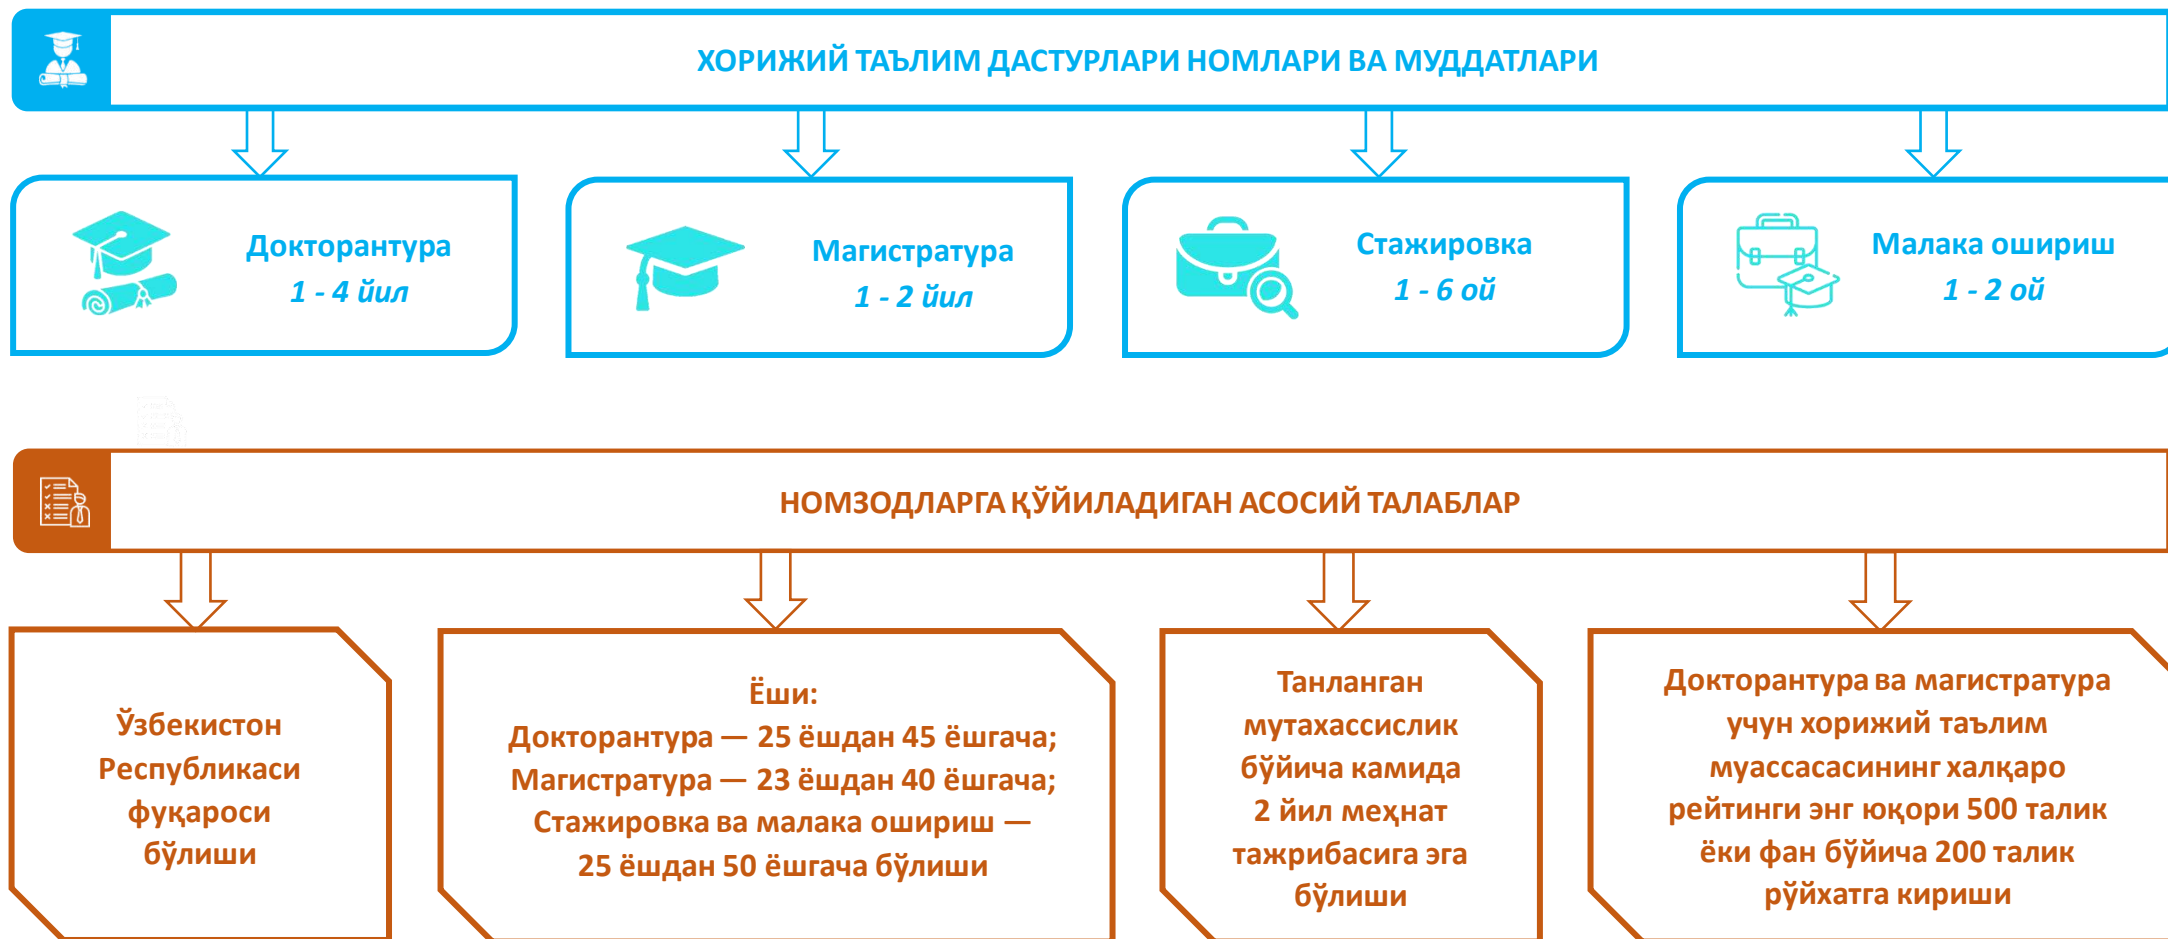 ХОРИЖИЙ ТАЪЛИМ ДАСТУРЛАРИ НОМЛАРИ ВА МУДДАТЛАРИ
Докторантура
1 - 4 йил
Магистратура
1 - 2 йил
Стажировка
1 - 6 ой
Малака ошириш
1 - 2 ой
НОМЗОДЛАРГА ҚЎЙИЛАДИГАН АСОСИЙ ТАЛАБЛАР
Ўзбекистон
Республикаси
фуқароси
бўлиши
Ёши:
Докторантура — 25 ёшдан 45 ёшгача;
Магистратура — 23 ёшдан 40 ёшгача;
Стажировка ва малака ошириш —
25 ёшдан 50 ёшгача бўлиши
Танланган
мутахассислик
бўйича камида
2 йил меҳнат
тажрибасига эга
бўлиши
Докторантура ва магистратура
учун хорижий таълим
муассасасининг халқаро
рейтинги энг юқори 500 талик
ёки фан бўйича 200 талик
рўйхатга кириши